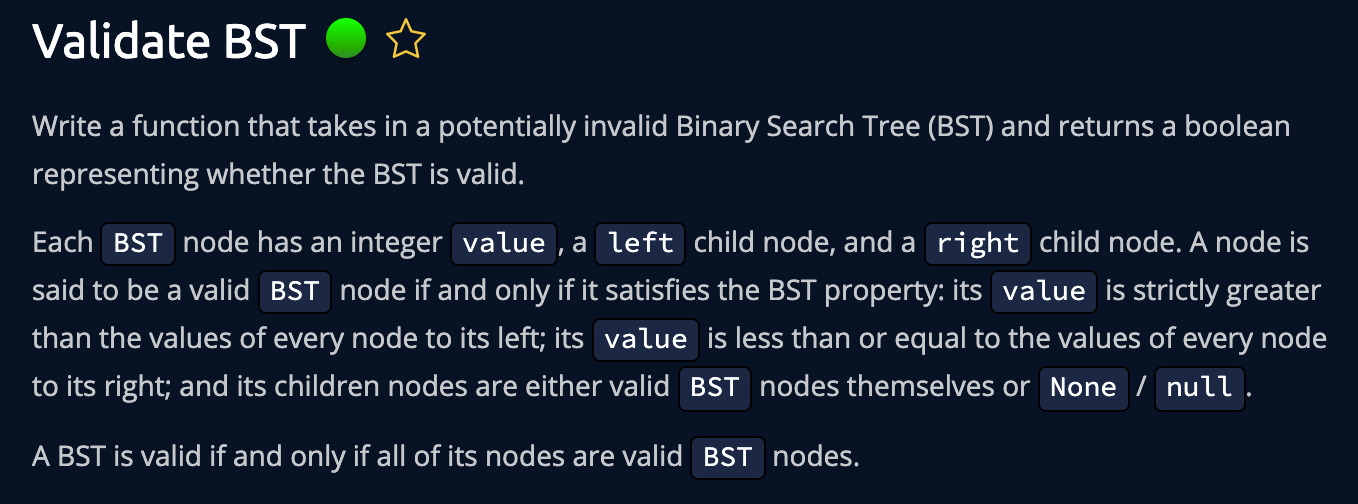 Validate BST
Write a function that takes in a potentially invalid Binary Search Tree (BST) and returns a boolean
representing whether the BST is valid.
Each BST node has an integer value, a left child node, and a right child node. A node is
said to be a valid BST node if and only if it satisfies the BST property: its value is strictly greater
than the values of every node to its left; its value is less than or equal to the values of every node
to its right; and its children nodes are either valid BST nodes themselves or None / null.
A BST is valid if and only if all of its nodes are valid BST nodes.